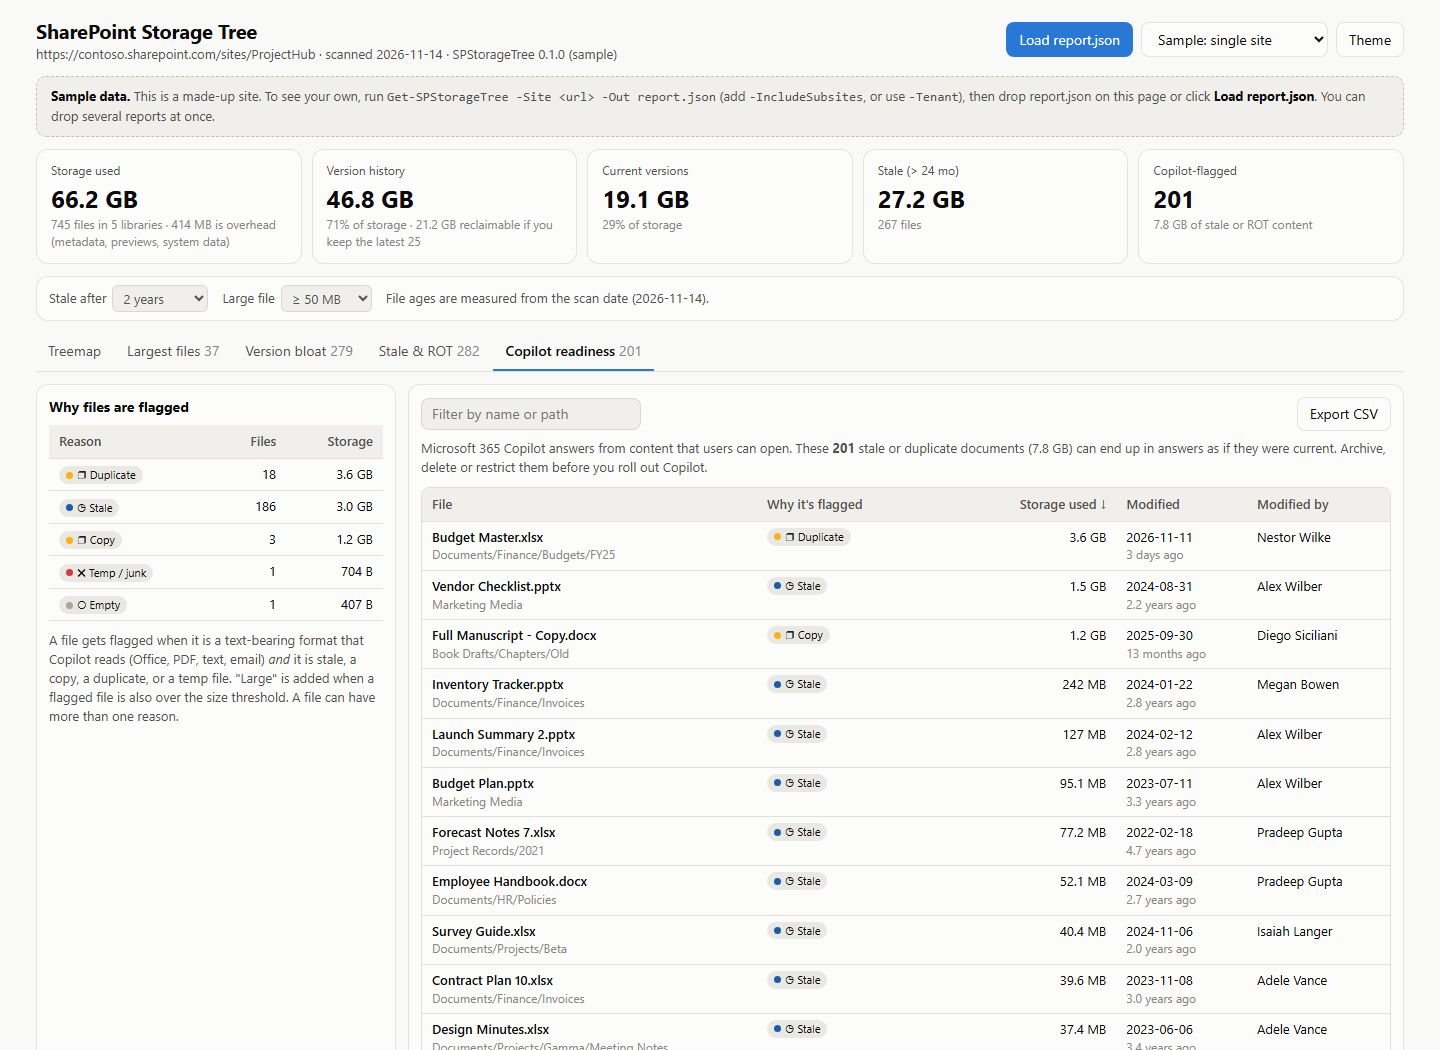 SharePoint Storage Tree
https://contoso.sharepoint.com/sites/ProjectHub · scanned 2026-11-14 · SPStorageTree 0.1.0 (sample)
Load report.json
Sample: single site
Theme
Sample data. This is a made-up site. To see your own, run Get-SPStorageTree -Site <url> -Out report.json (add -IncludeSubsites, or use -Tenant), then drop report.json on this page or click Load report.json. You can
drop several reports at once.
Storage used
66.2 GB
745 files in 5 libraries · 414 MB is overhead
(metadata, previews, system data)
Version history
46.8 GB
71% of storage · 21.2 GB reclaimable if you
keep the latest 25
Current versions
19.1 GB
29% of storage
Stale (> 24 mo)
27.2 GB
267 files
Copilot-flagged
201
7.8 GB of stale or ROT content
Stale after 2 years Large file ≥ 50 MB File ages are measured from the scan date (2026-11-14).
Treemap Largest files 37 Version bloat 279 Stale & ROT 282 Copilot readiness 201
Why files are flagged
Reason Files Storage
❐ Duplicate 18 3.6 GB
◷ Stale 186 3.0 GB
❐ Copy 3 1.2 GB
✕ Temp / junk 1 704 B
○ Empty 1 407 B
A file gets flagged when it is a text-bearing format that
Copilot reads (Office, PDF, text, email) and it is stale, a
copy, a duplicate, or a temp file. "Large" is added when a
flagged file is also over the size threshold. A file can have
more than one reason.
Filter by name or path
Export CSV
Microsoft 365 Copilot answers from content that users can open. These 201 stale or duplicate documents (7.8 GB) can end up in answers as if they were current. Archive,
delete or restrict them before you roll out Copilot.
File Why it's flagged Storage used ↓ Modified Modified by
Budget Master.xlsx ❐ Duplicate 3.6 GB 2026-11-11 Nestor Wilke
Documents/Finance/Budgets/FY25 3 days ago
Vendor Checklist.pptx ◷ Stale 1.5 GB 2024-08-31 Alex Wilber
Marketing Media 2.2 years ago
Full Manuscript - Copy.docx ❐ Copy 1.2 GB 2025-09-30 Diego Siciliani
Book Drafts/Chapters/Old 13 months ago
Inventory Tracker.pptx ◷ Stale 242 MB 2024-01-22 Megan Bowen
Documents/Finance/Invoices 2.8 years ago
Launch Summary 2.pptx ◷ Stale 127 MB 2024-02-12 Alex Wilber
Documents/Finance/Invoices 2.8 years ago
Budget Plan.pptx ◷ Stale 95.1 MB 2023-07-11 Alex Wilber
Marketing Media 3.3 years ago
Forecast Notes 7.xlsx ◷ Stale 77.2 MB 2022-02-18 Pradeep Gupta
Project Records/2021 4.7 years ago
Employee Handbook.docx ◷ Stale 52.1 MB 2024-03-09 Pradeep Gupta
Documents/HR/Policies 2.7 years ago
Survey Guide.xlsx ◷ Stale 40.4 MB 2024-11-06 Isaiah Langer
Documents/Projects/Beta 2.0 years ago
Contract Plan 10.xlsx ◷ Stale 39.6 MB 2023-11-08 Adele Vance
Documents/Finance/Invoices 3.0 years ago
Design Minutes.xlsx ◷ Stale 37.4 MB 2023-06-06 Adele Vance
Documents/Projects/Gamma/Meeting Notes 3.4 years ago